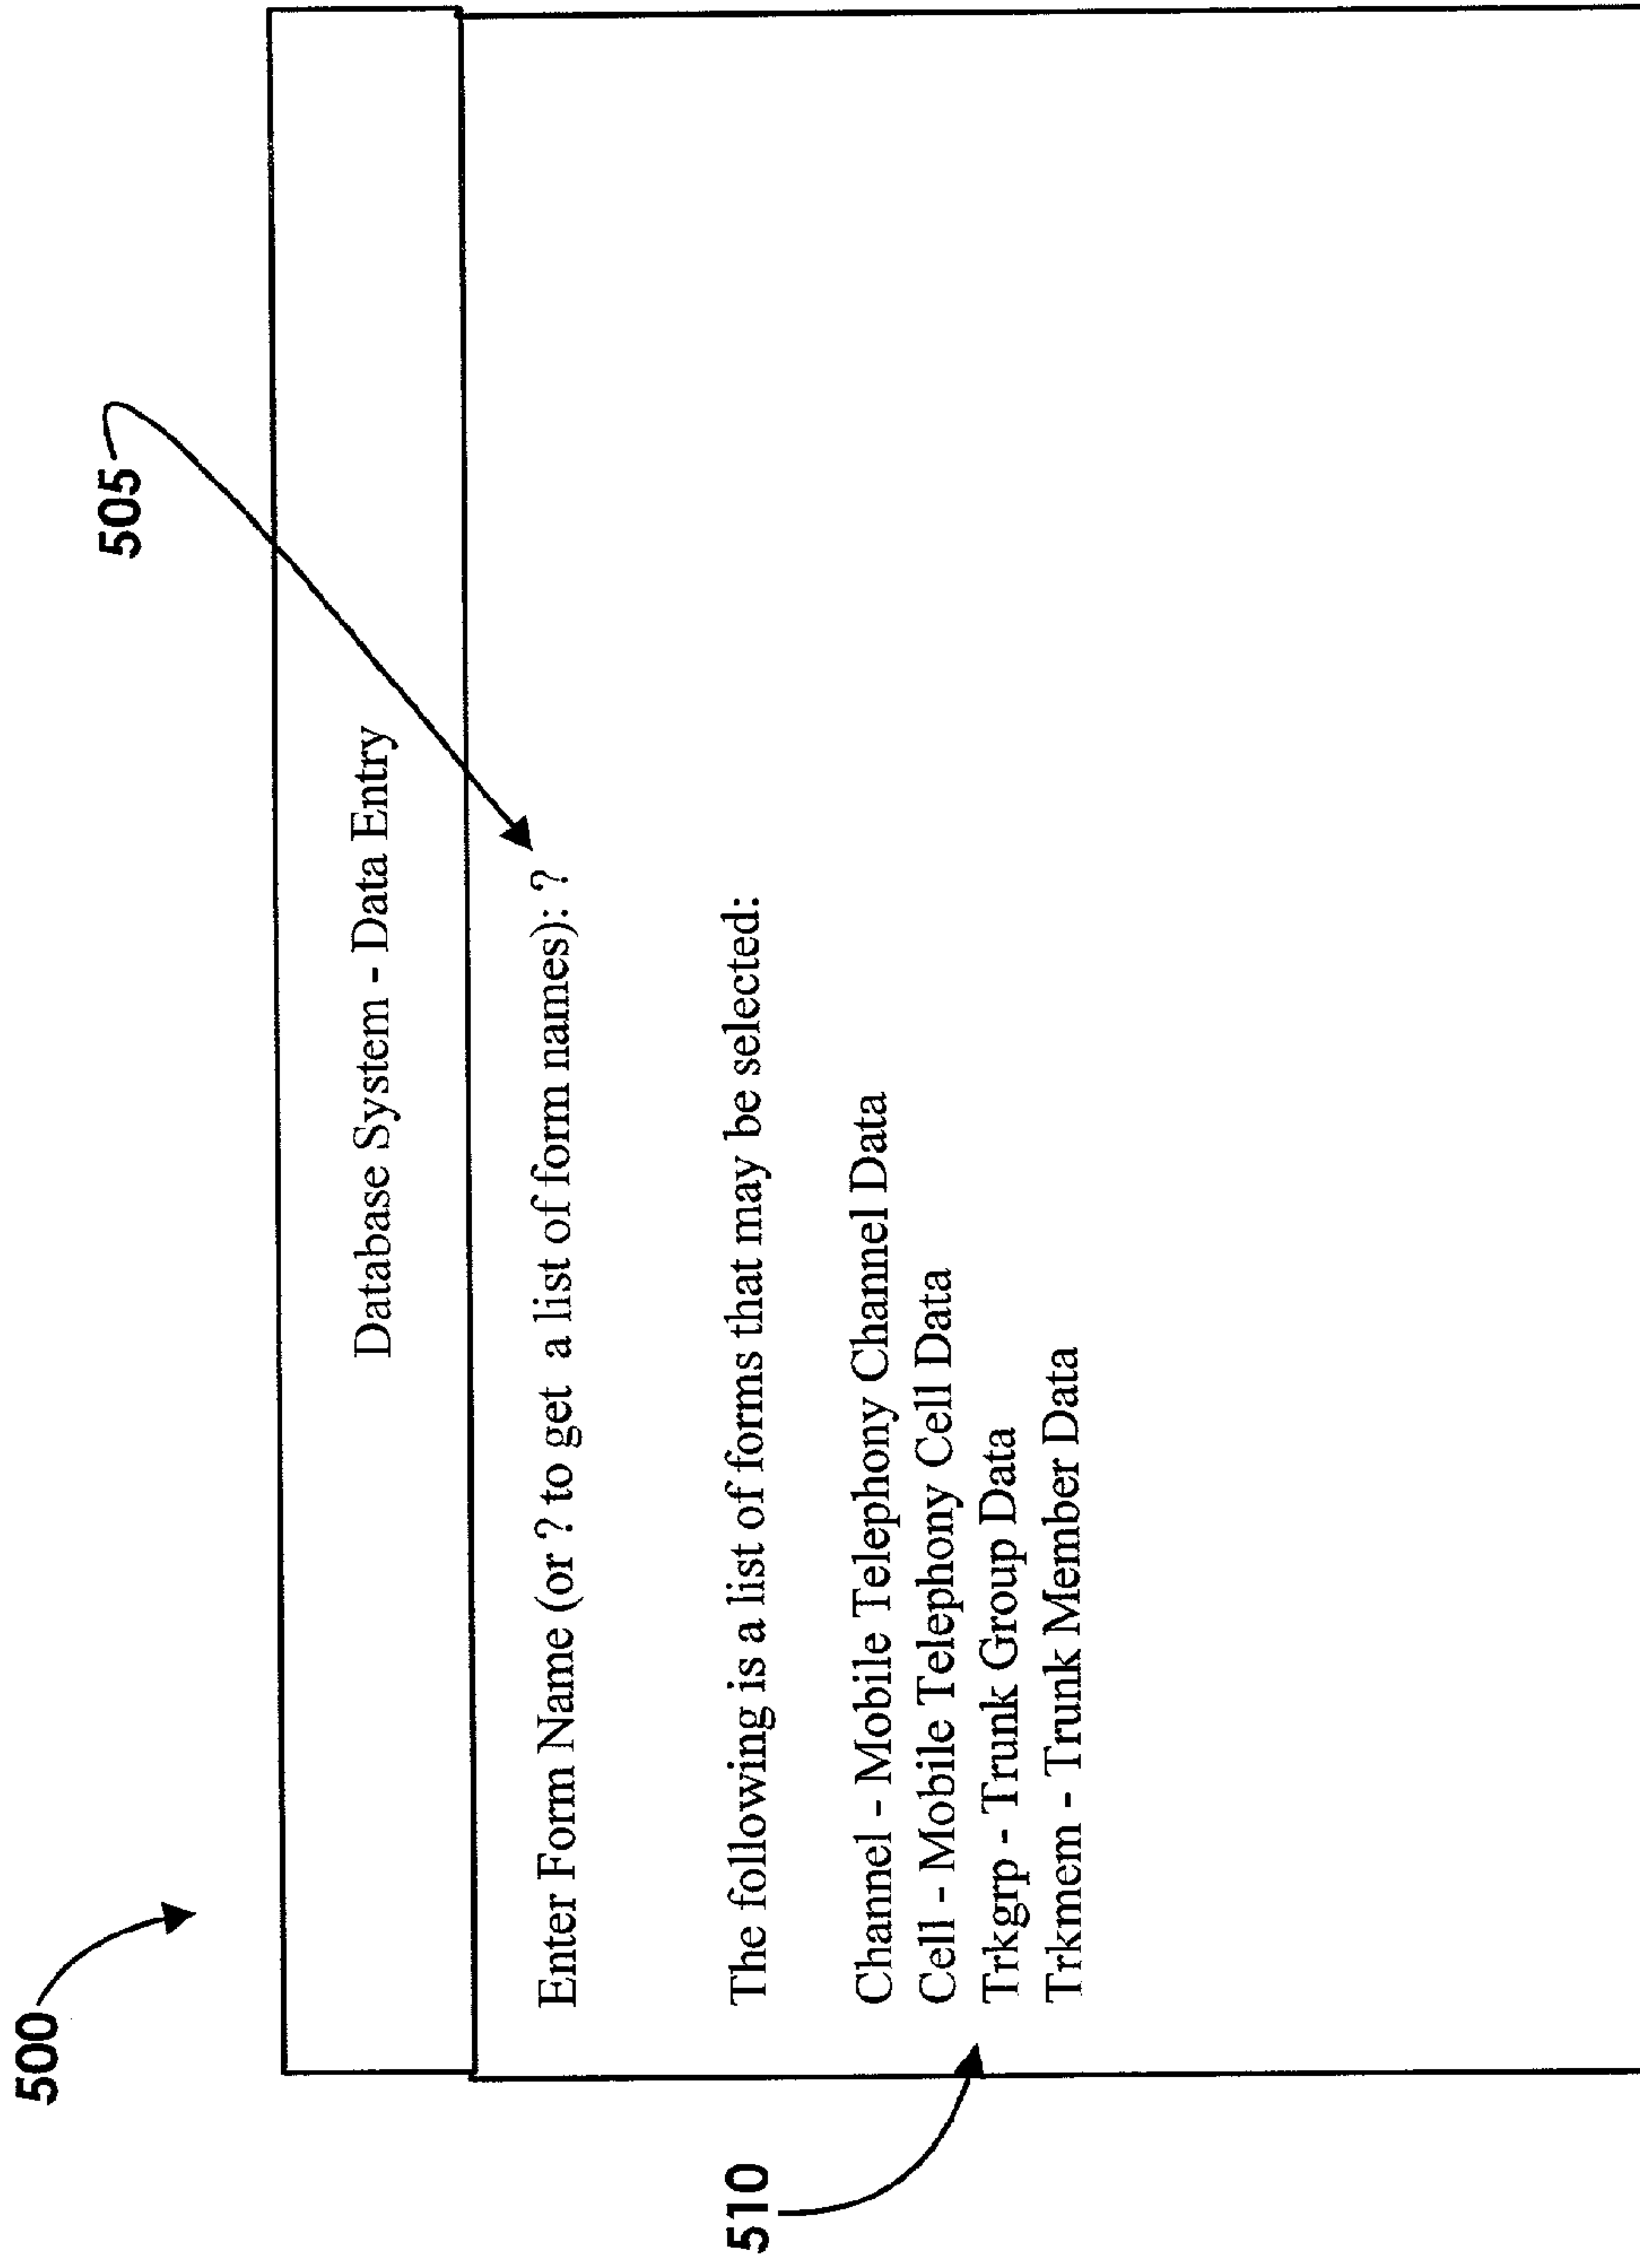 500
505
Database System - Data Entry
Enter Form Name (or ? to get a list of form names): ?
The following is a list of forms that may be selected:
510
Channel - Mobile Telephony Channel Data
Cell - Mobile Telephony Cell Data
Trkgrp - Trunk Group Data
Trkmem - Trunk Member Data